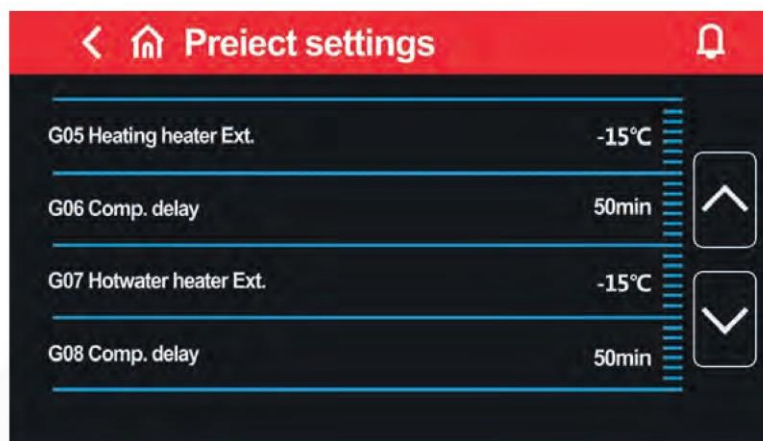 Preiect settings
G05 Heating heater Ext. -15℃
G06 Comp. delay 50min
G07 Hotwater heater Ext. -15℃
G08 Comp. delay 50min